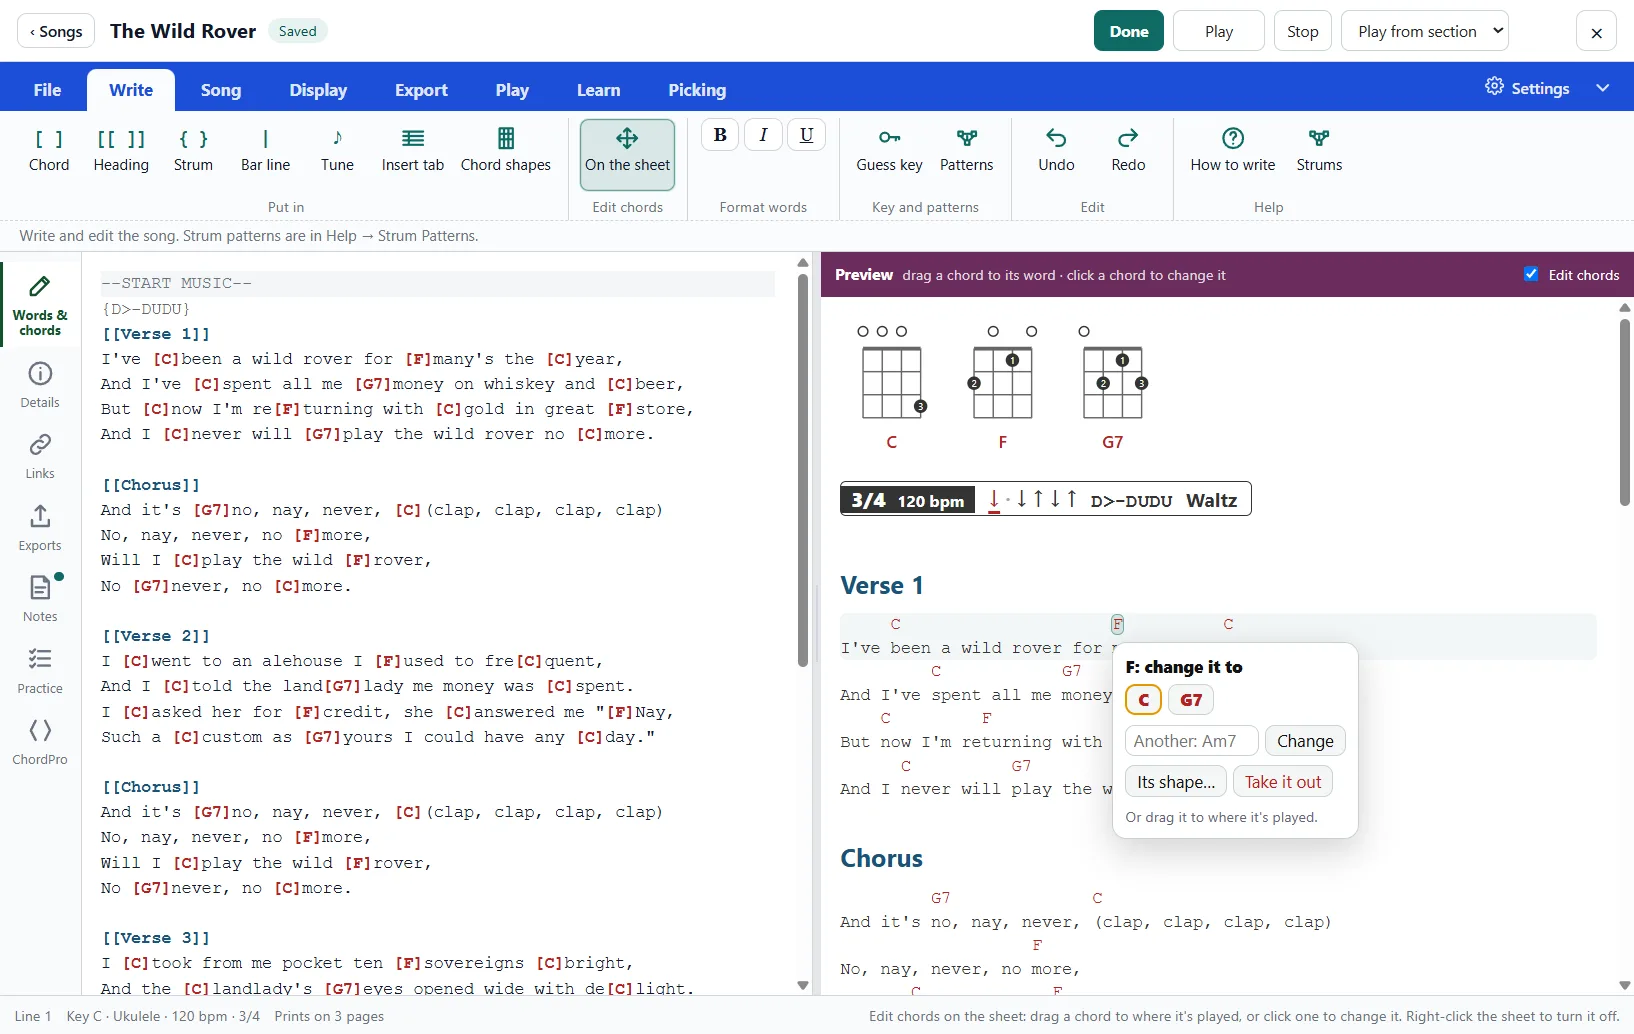 ‹ Songs
The Wild Rover
Saved
Done
Play
Stop
Play from section
×
File
Write
Song
Display
Export
Play
Learn
Picking
Settings
[ ] Chord
[[ ]] Heading
{ } Strum
| Bar line
♪ Tune
Insert tab
Chord shapes
Put in
On the sheet
Edit chords
B
I
U
Format words
Guess key
Patterns
Key and patterns
Undo
Redo
Edit
How to write
Strums
Help
Write and edit the song. Strum patterns are in Help → Strum Patterns.
Words & chords
Details
Links
Exports
Notes
Practice
ChordPro
--START MUSIC--
{D>-DUDU}
[[Verse 1]]
I've [C]been a wild rover for [F]many's the [C]year,
And I've [C]spent all me [G7]money on whiskey and [C]beer,
But [C]now I'm re[F]turning with [C]gold in great [F]store,
And I [C]never will [G7]play the wild rover no [C]more.
[[Chorus]]
And it's [G7]no, nay, never, [C](clap, clap, clap, clap)
No, nay, never, no [F]more,
Will I [C]play the wild [F]rover,
No [G7]never, no [C]more.
[[Verse 2]]
I [C]went to an alehouse I [F]used to fre[C]quent,
And I [C]told the land[G7]lady me money was [C]spent.
I [C]asked her for [F]credit, she [C]answered me "[F]Nay,
Such a [C]custom as [G7]yours I could have any [C]day."
[[Chorus]]
And it's [G7]no, nay, never, [C](clap, clap, clap, clap)
No, nay, never, no [F]more,
Will I [C]play the wild [F]rover,
No [G7]never, no [C]more.
[[Verse 3]]
I [C]took from me pocket ten [F]sovereigns [C]bright,
And the [C]landlady's [G7]eyes opened wide with de[C]light.
Preview drag a chord to its word · click a chord to change it
Edit chords
3
1
2
1
2
3
C
F
G7
3/4 120 bpm ↓ · ↓ ↑ ↓ ↑ D>-DUDU Waltz
Verse 1
C F C
I've been a wild rover for
C G7
And I've spent all me money
C F
But now I'm returning with
C G7
And I never will play the w
F: change it to
C
G7
Another: Am7
Change
Its shape...
Take it out
Or drag it to where it's played.
Chorus
G7 C
And it's no, nay, never, (clap, clap, clap, clap)
F
No, nay, never, no more,
C F
Line 1 Key C · Ukulele · 120 bpm · 3/4 Prints on 3 pages
Edit chords on the sheet: drag a chord to where it's played, or click one to change it. Right-click the sheet to turn it off.